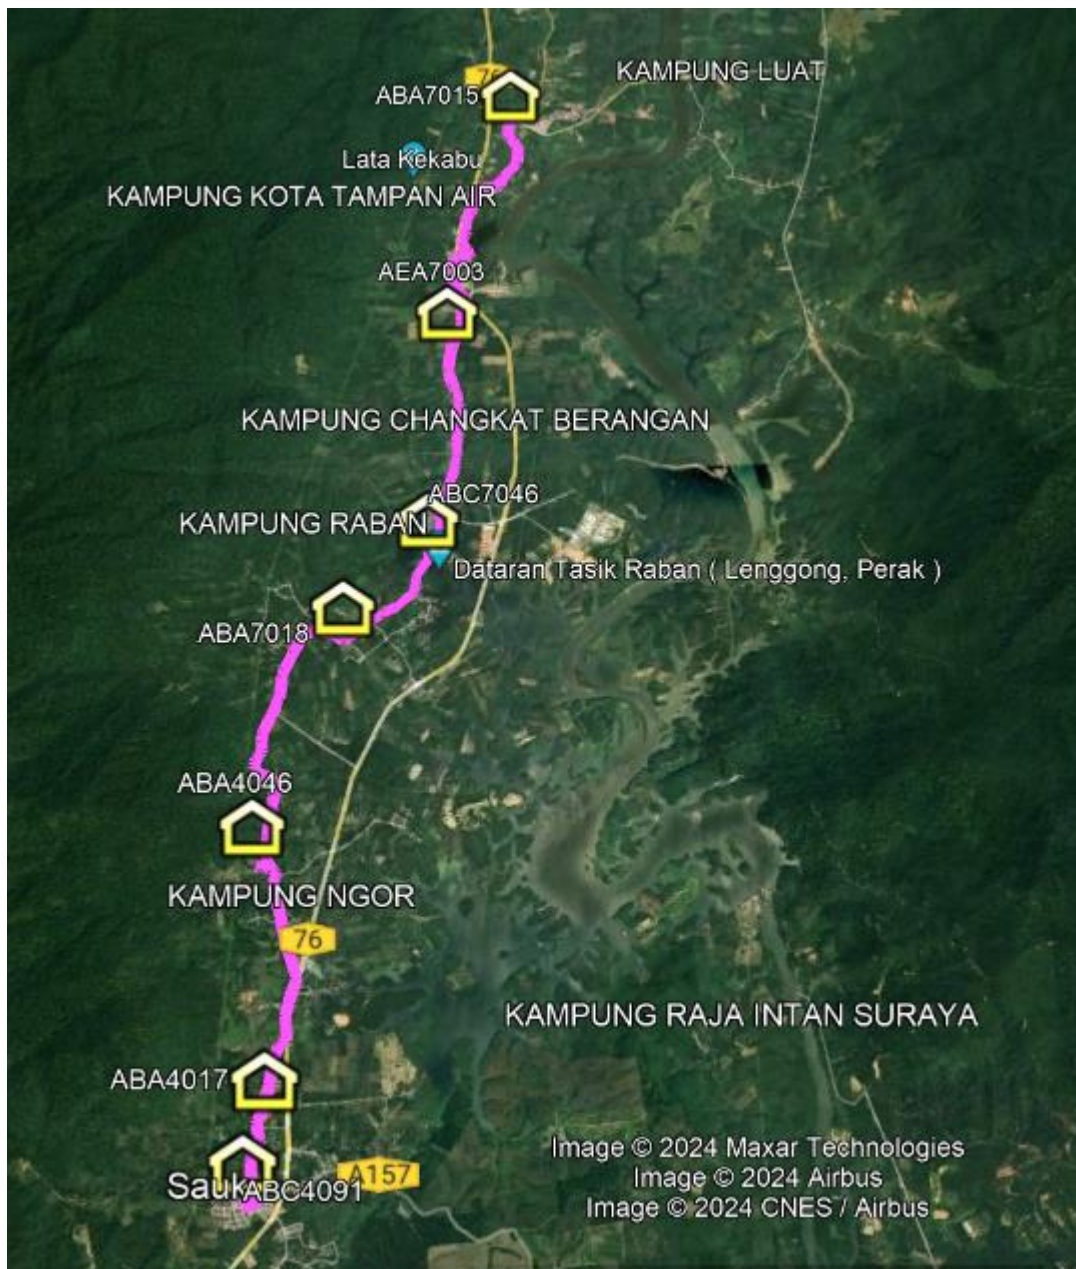 KAMPUNG LUAT
76
ABA7015
Lata Kekabu
KAMPUNG KOTA TAMPAN AIR
AEA7003
KAMPUNG CHANGKAT BERANGAN
ABC7046
KAMPUNG RABAN
Dataran Tasik Raban ( Lenggong, Perak )
ABA7018
ABA4046
KAMPUNG NGOR
76
KAMPUNG RAJA INTAN SURAYA
ABA4017
Image © 2024 Maxar Technologies
A157
Image © 2024 Airbus
Sauk
ABC4091
Image © 2024 CNES / Airbus